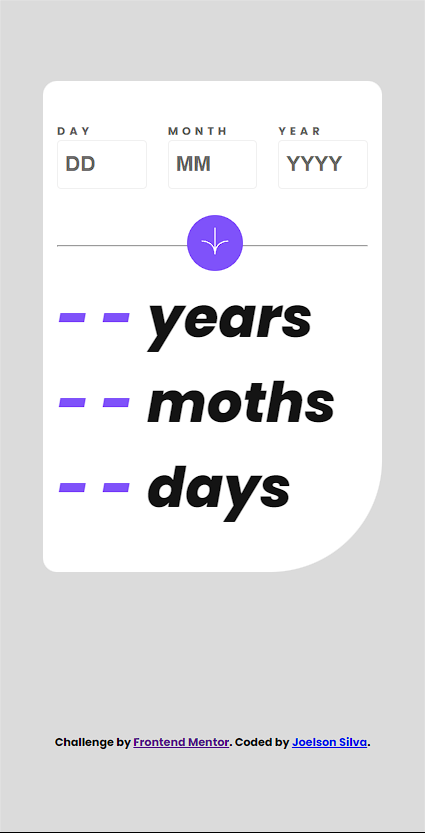 DAY MONTH YEAR
DD MM YYYY
-- years
-- moths
-- days
Challenge by Frontend Mentor. Coded by Joelson Silva.